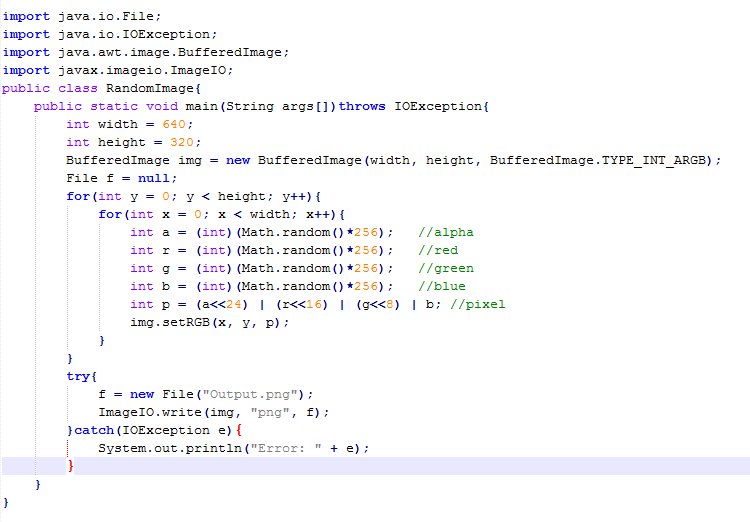 import java.io.File;
import java.io.IOException;
import java.awt.image.BufferedImage;
import javax.imageio.ImageIO;
public class RandomImage{
    public static void main(String args[])throws IOException{
        int width = 640;
        int height = 320;
        BufferedImage img = new BufferedImage(width, height, BufferedImage.TYPE_INT_ARGB);
        File f = null;
        for(int y = 0; y < height; y++){
            for(int x = 0; x < width; x++){
                int a = (int)(Math.random()*256);   //alpha
                int r = (int)(Math.random()*256);   //red
                int g = (int)(Math.random()*256);   //green
                int b = (int)(Math.random()*256);   //blue
                int p = (a<<24) | (r<<16) | (g<<8) | b; //pixel
                img.setRGB(x, y, p);
            }
        }
        try{
            f = new File("Output.png");
            ImageIO.write(img, "png", f);
        }catch(IOException e){
            System.out.println("Error: " + e);
        }
    }
}